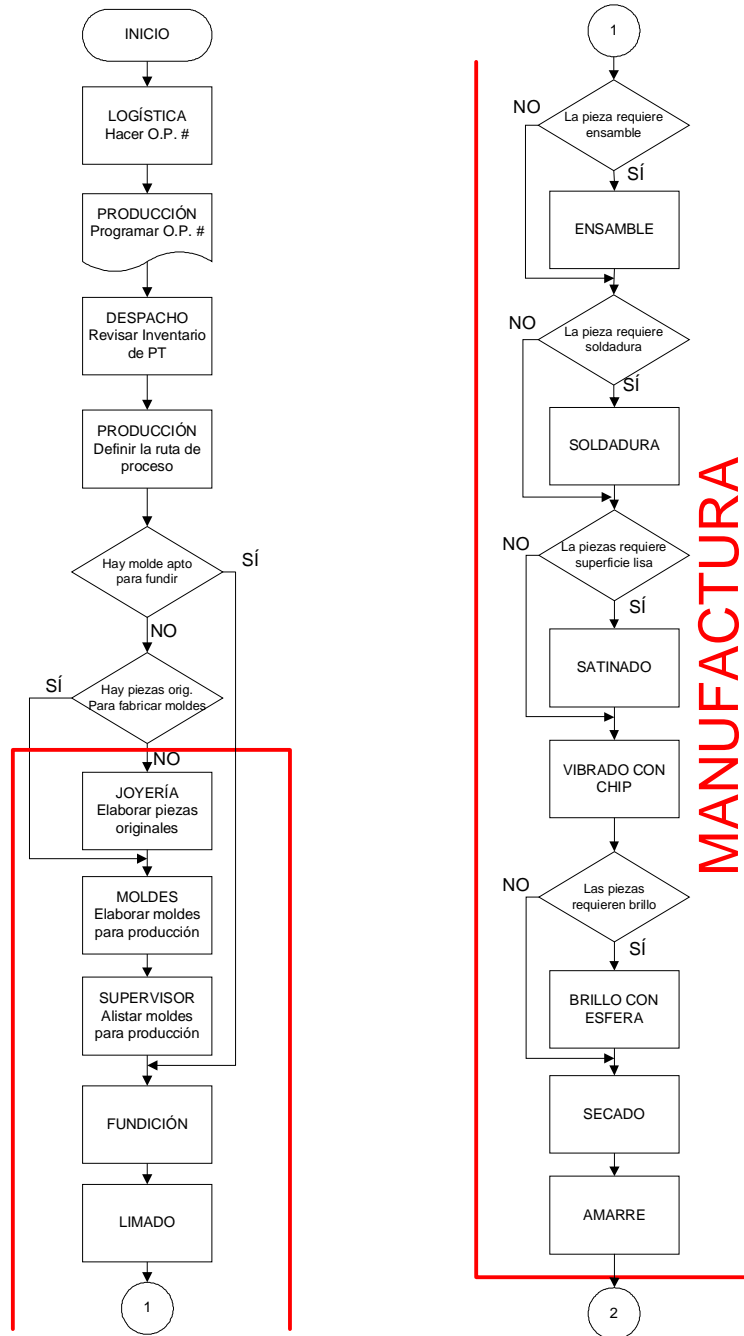 INICIO
LOGÍSTICA
Hacer O.P. #
PRODUCCIÓN
Programar O.P. #
DESPACHO
Revisar Inventario
de PT
PRODUCCIÓN
Definir la ruta de
proceso
Hay molde apto
para fundir
SÍ
NO
Hay piezas orig.
Para fabricar moldes
SÍ
NO
JOYERÍA
Elaborar piezas
originales
MOLDES
Elaborar moldes
para producción
SUPERVISOR
Alistar moldes
para producción
FUNDICIÓN
LIMADO
1
1
La pieza requiere
ensamble
NO
SÍ
ENSAMBLE
La pieza requiere
soldadura
NO
SÍ
SOLDADURA
La piezas requiere
superficie lisa
NO
SÍ
SATINADO
VIBRADO CON
CHIP
Las piezas
requieren brillo
NO
SÍ
BRILLO CON
ESFERA
SECADO
AMARRE
2
MANUFACTURA